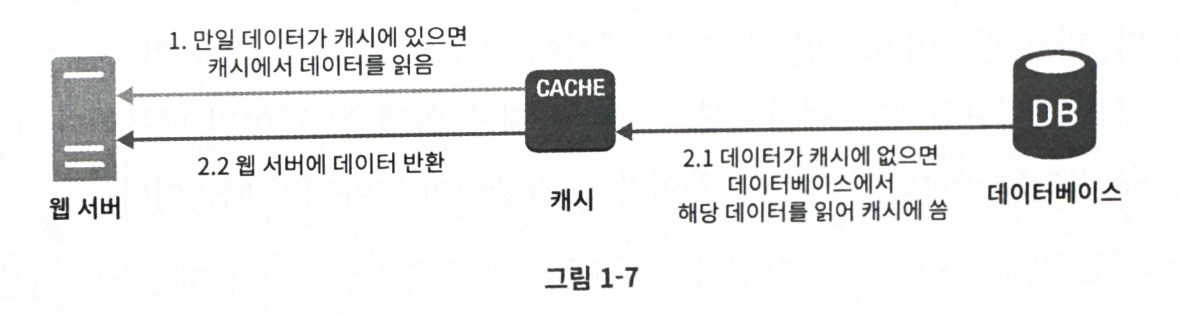 1. 만일 데이터가 캐시에 있으면
캐시에서 데이터를 읽음
CACHE
DB
2.2 웹 서버에 데이터 반환
2.1 데이터가 캐시에 없으면
데이터베이스에서
해당 데이터를 읽어 캐시에 씀
웹 서버
캐시
데이터베이스
그림 1-7